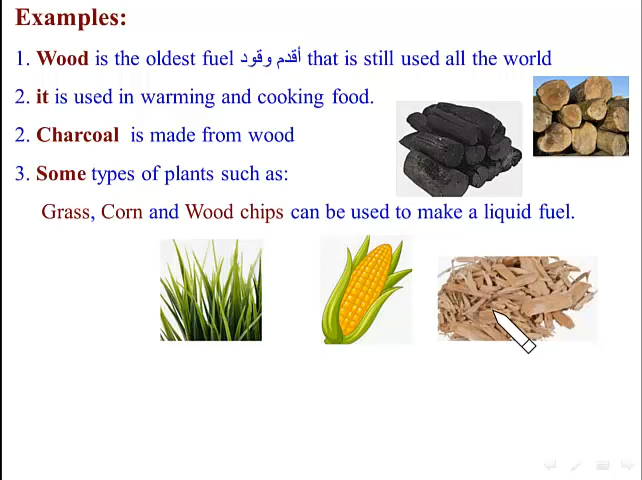 Examples:
1. Wood is the oldest fuel أقدم وقود that is still used all the world
2. it is used in warming and cooking food.
2. Charcoal is made from wood
3. Some types of plants such as:
Grass, Corn and Wood chips can be used to make a liquid fuel.